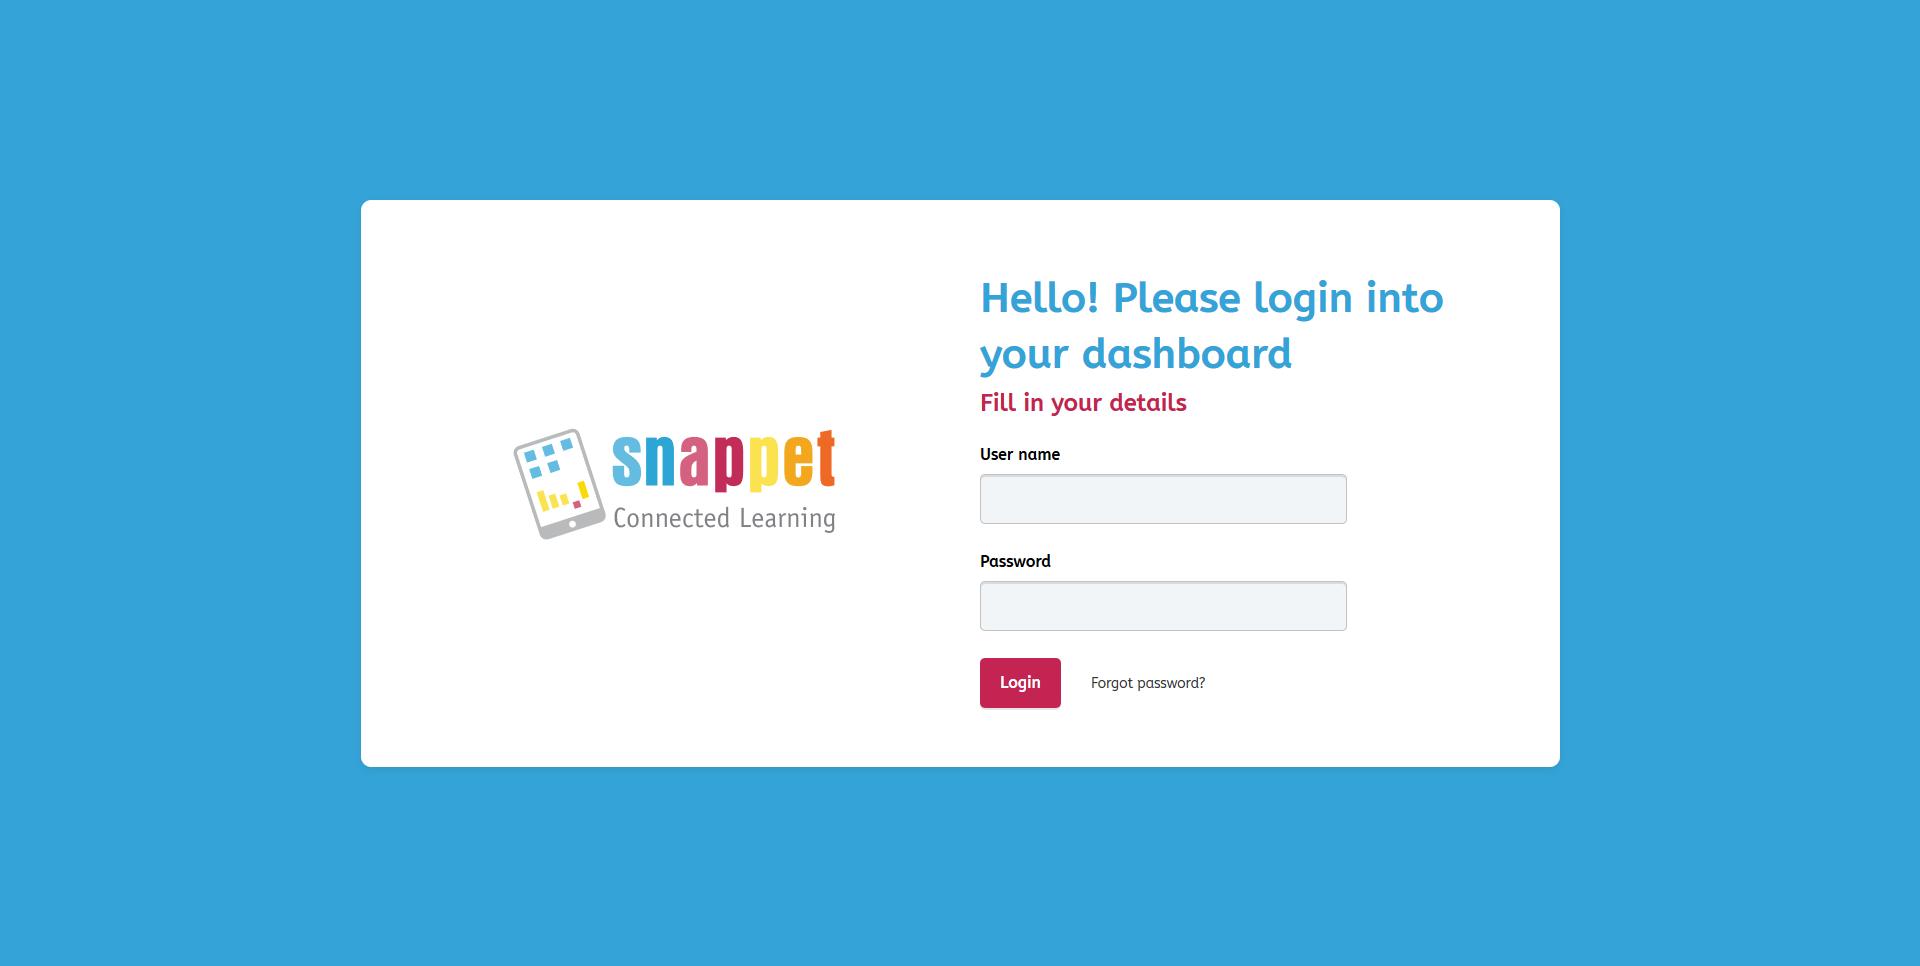 snappet
Connected Learning
Hello! Please login into
your dashboard
Fill in your details
User name
Password
Login
Forgot password?